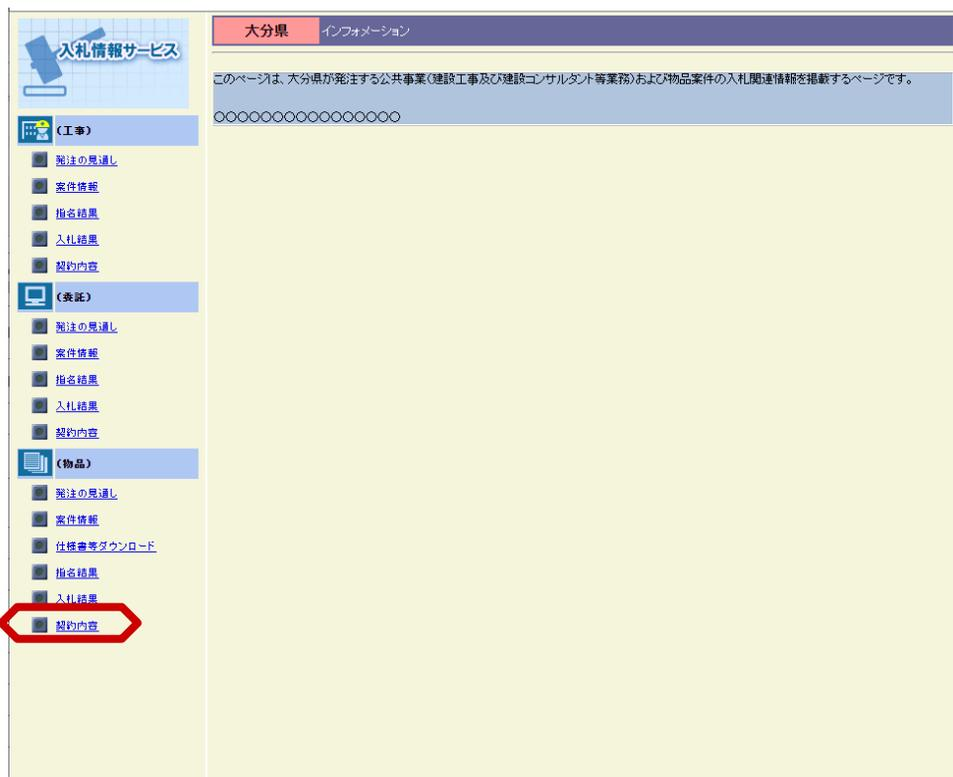 入札情報サービス
大分県 インフォメーション
このページは、大分県が発注する公共事業(建設工事及び建設コンサルタント等業務)および物品案件の入札関連情報を掲載するページです。
○○○○○○○○○○○○○○○○
(工事)
発注の見通し
案件情報
指名結果
入札結果
契約内容
(委託)
発注の見通し
案件情報
指名結果
入札結果
契約内容
(物品)
発注の見通し
案件情報
仕様書等ダウンロード
指名結果
入札結果
契約内容